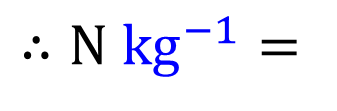 ∴ N kg⁻¹ =